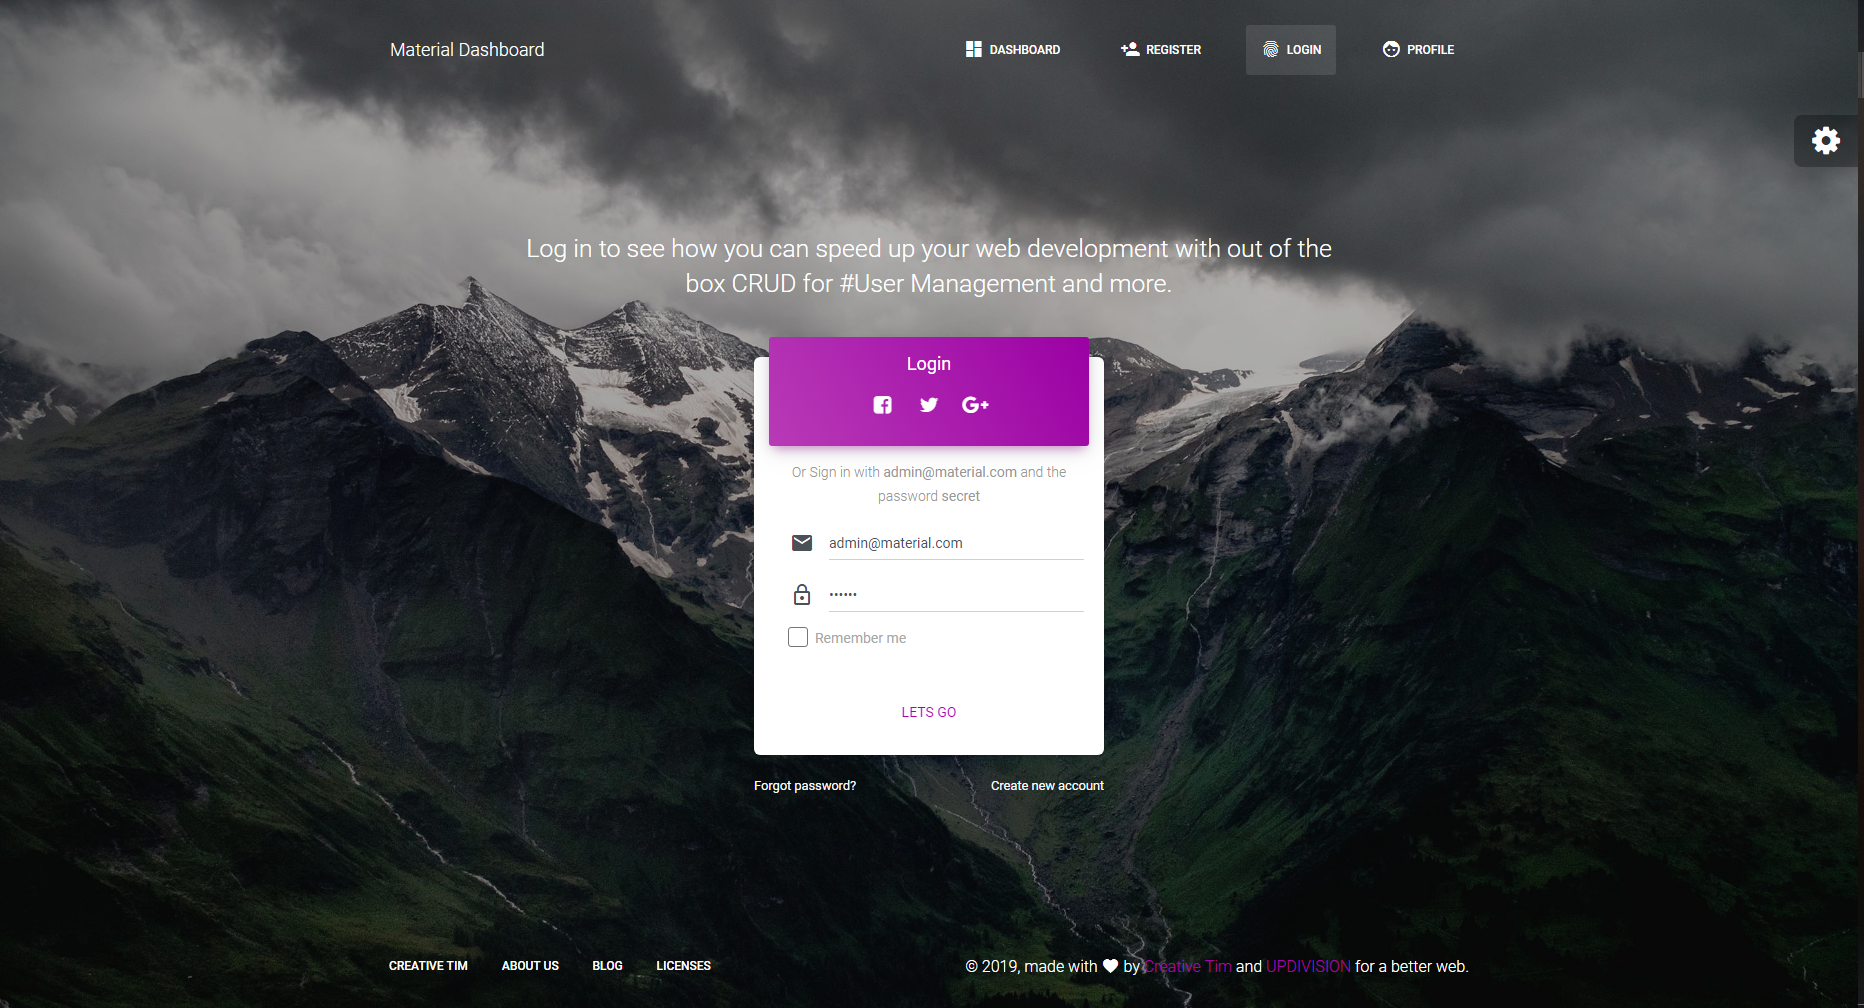 Material Dashboard
DASHBOARD
REGISTER
LOGIN
PROFILE
Log in to see how you can speed up your web development with out of the
box CRUD for #User Management and more.
Login
Or Sign in with admin@material.com and the
password secret
admin@material.com
••••••
Remember me
LETS GO
Forgot password?
Create new account
CREATIVE TIM
ABOUT US
BLOG
LICENSES
© 2019, made with ♥ by Creative Tim and UPDIVISION for a better web.